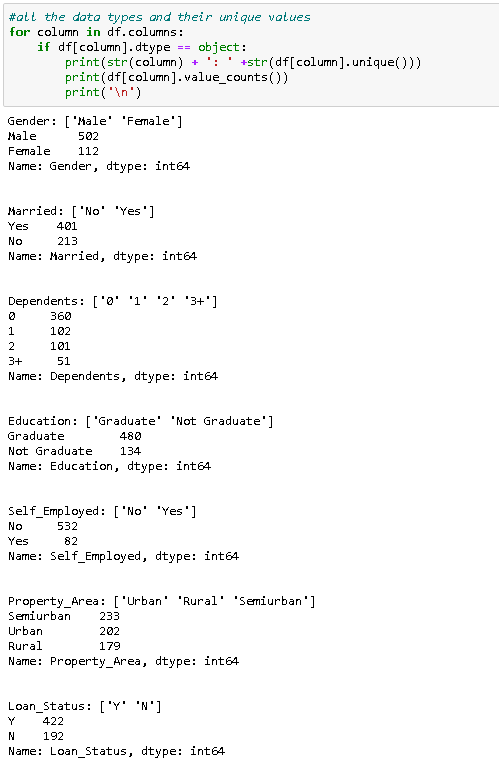 #all the data types and their unique values
for column in df.columns:
    if df[column].dtype == object:
        print(str(column) + ': ' +str(df[column].unique()))
        print(df[column].value_counts())
        print('\n')
Gender: ['Male' 'Female']
Male      502
Female    112
Name: Gender, dtype: int64
Married: ['No' 'Yes']
Yes    401
No     213
Name: Married, dtype: int64
Dependents: ['0' '1' '2' '3+']
0     360
1     102
2     101
3+     51
Name: Dependents, dtype: int64
Education: ['Graduate' 'Not Graduate']
Graduate        480
Not Graduate    134
Name: Education, dtype: int64
Self_Employed: ['No' 'Yes']
No     532
Yes     82
Name: Self_Employed, dtype: int64
Property_Area: ['Urban' 'Rural' 'Semiurban']
Semiurban    233
Urban        202
Rural        179
Name: Property_Area, dtype: int64
Loan_Status: ['Y' 'N']
Y    422
N    192
Name: Loan_Status, dtype: int64